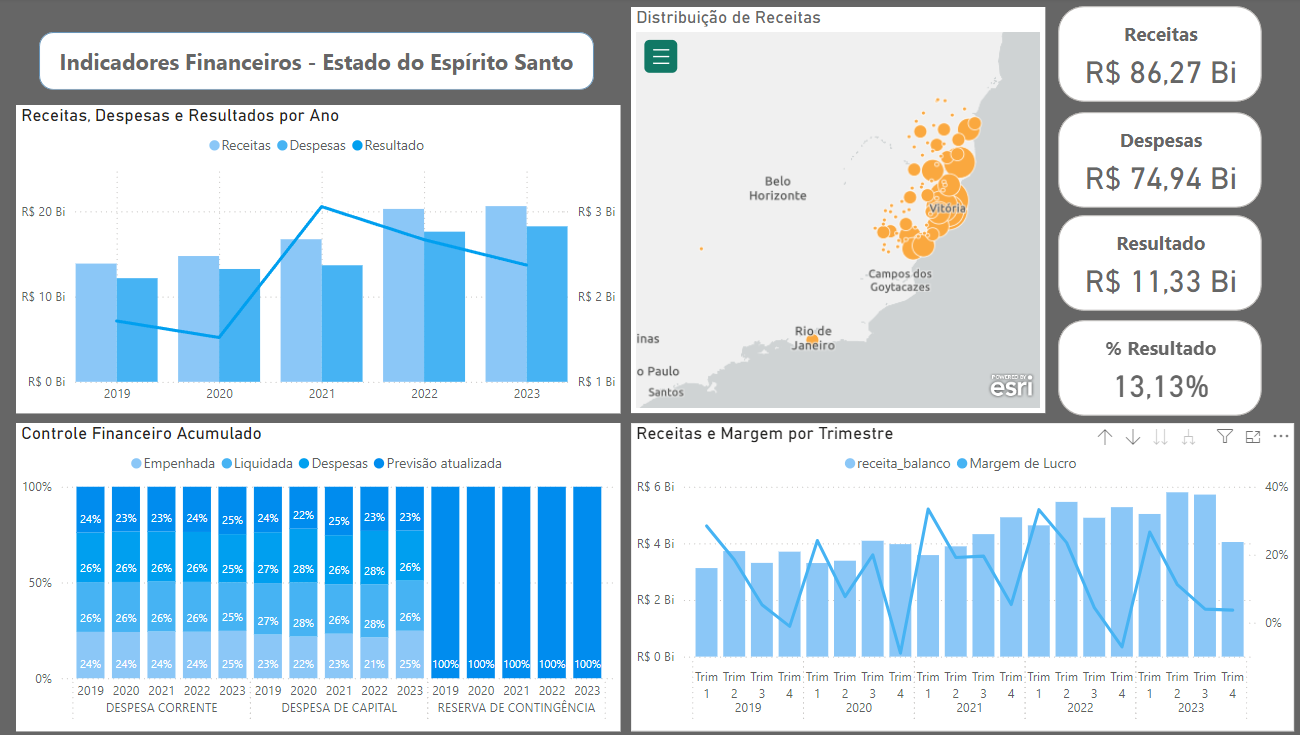 Indicadores Financeiros - Estado do Espírito Santo
Receitas, Despesas e Resultados por Ano
Receitas Despesas Resultado
R$ 20 Bi
R$ 10 Bi
R$ 0 Bi
R$ 3 Bi
R$ 2 Bi
R$ 1 Bi
2019 2020 2021 2022 2023
Distribuição de Receitas
Belo
Horizonte
Vitória
Campos dos
Goytacazes
Rio de
Janeiro
inas
o Paulo
Santos
POWERED BY
esri
Receitas
R$ 86,27 Bi
Despesas
R$ 74,94 Bi
Resultado
R$ 11,33 Bi
% Resultado
13,13%
Controle Financeiro Acumulado
Empenhada Liquidada Despesas Previsão atualizada
100%
50%
0%
24% 23% 23% 24% 25% 24% 22% 25% 23% 23%
26% 26% 26% 26% 25% 27% 28% 26% 28% 26%
26% 26% 26% 26% 25% 27% 28% 26% 28% 26%
24% 24% 24% 24% 25% 23% 22% 23% 21% 25% 100% 100% 100% 100% 100%
2019 2020 2021 2022 2023 2019 2020 2021 2022 2023 2019 2020 2021 2022 2023
DESPESA CORRENTE DESPESA DE CAPITAL RESERVA DE CONTINGÊNCIA
Receitas e Margem por Trimestre
receita_balanco Margem de Lucro
R$ 6 Bi
R$ 4 Bi
R$ 2 Bi
R$ 0 Bi
40%
20%
0%
Trim Trim Trim Trim Trim Trim Trim Trim Trim Trim Trim Trim Trim Trim Trim Trim Trim Trim Trim Trim
1 2 3 4 1 2 3 4 1 2 3 4 1 2 3 4 1 2 3 4
2019 2020 2021 2022 2023